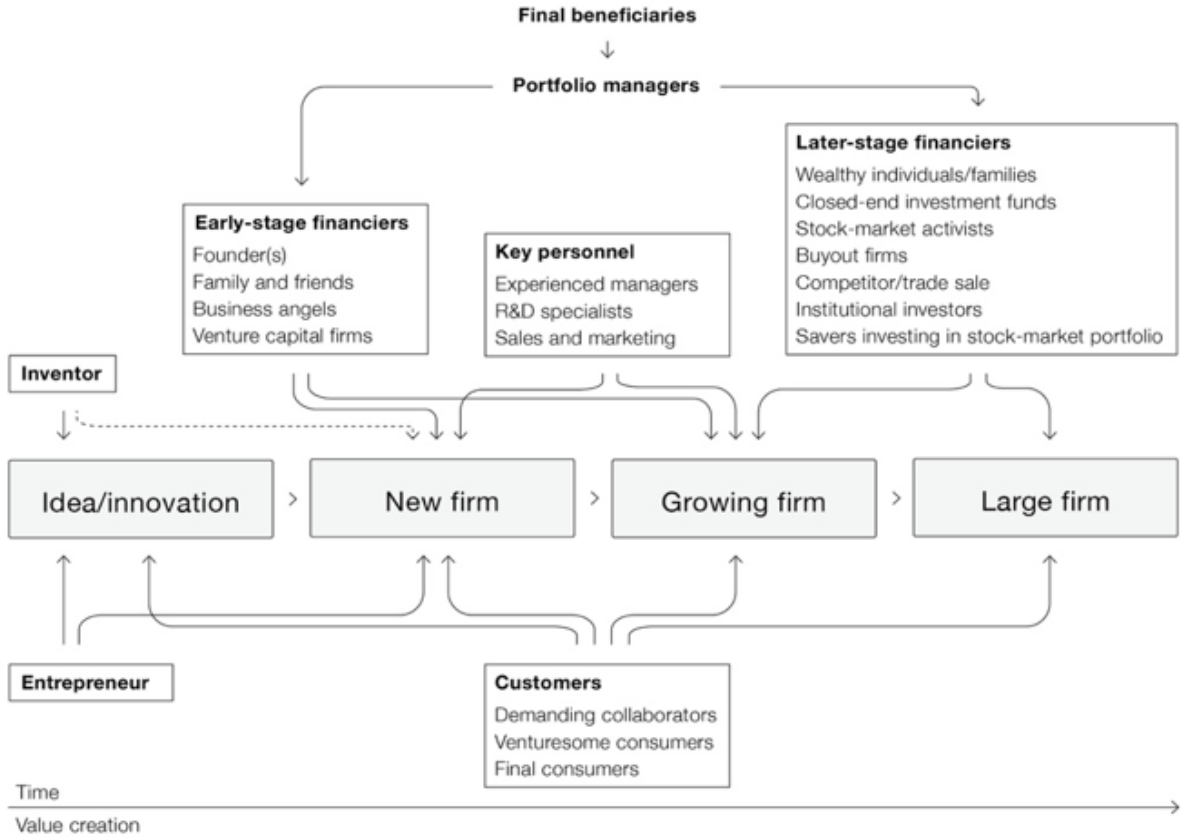 Final beneficiaries
Portfolio managers
Later-stage financiers
Wealthy individuals/families
Closed-end investment funds
Stock-market activists
Buyout firms
Competitor/trade sale
Institutional investors
Savers investing in stock-market portfolio
Early-stage financiers
Founder(s)
Family and friends
Business angels
Venture capital firms
Key personnel
Experienced managers
R&D specialists
Sales and marketing
Inventor
Idea/innovation
>
New firm
>
Growing firm
>
Large firm
Entrepreneur
Customers
Demanding collaborators
Venturesome consumers
Final consumers
Time
Value creation